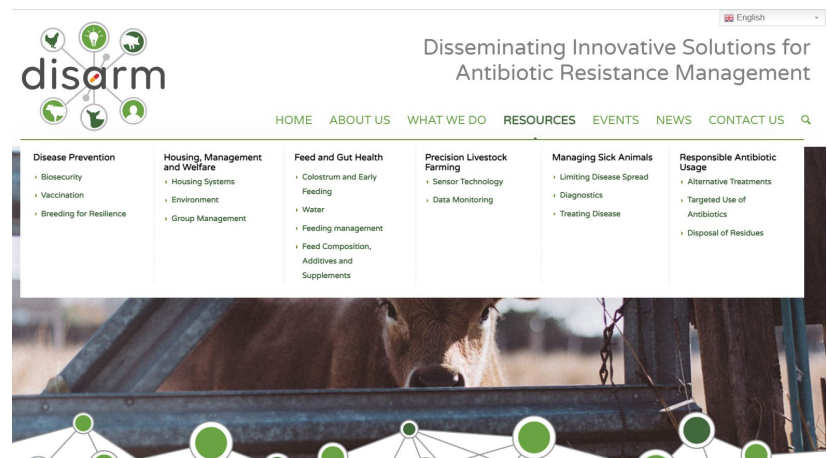 English
disarm
Disseminating Innovative Solutions for
Antibiotic Resistance Management
HOME ABOUT US WHAT WE DO RESOURCES EVENTS NEWS CONTACT US
Disease Prevention
Biosecurity
Vaccination
Breeding for Resilience
Housing, Management
and Welfare
Housing Systems
Environment
Group Management
Feed and Gut Health
Colostrum and Early
Feeding
Water
Feeding management
Feed Composition,
Additives and
Supplements
Precision Livestock
Farming
Sensor Technology
Data Monitoring
Managing Sick Animals
Limiting Disease Spread
Diagnostics
Treating Disease
Responsible Antibiotic
Usage
Alternative Treatments
Targeted Use of
Antibiotics
Disposal of Residues